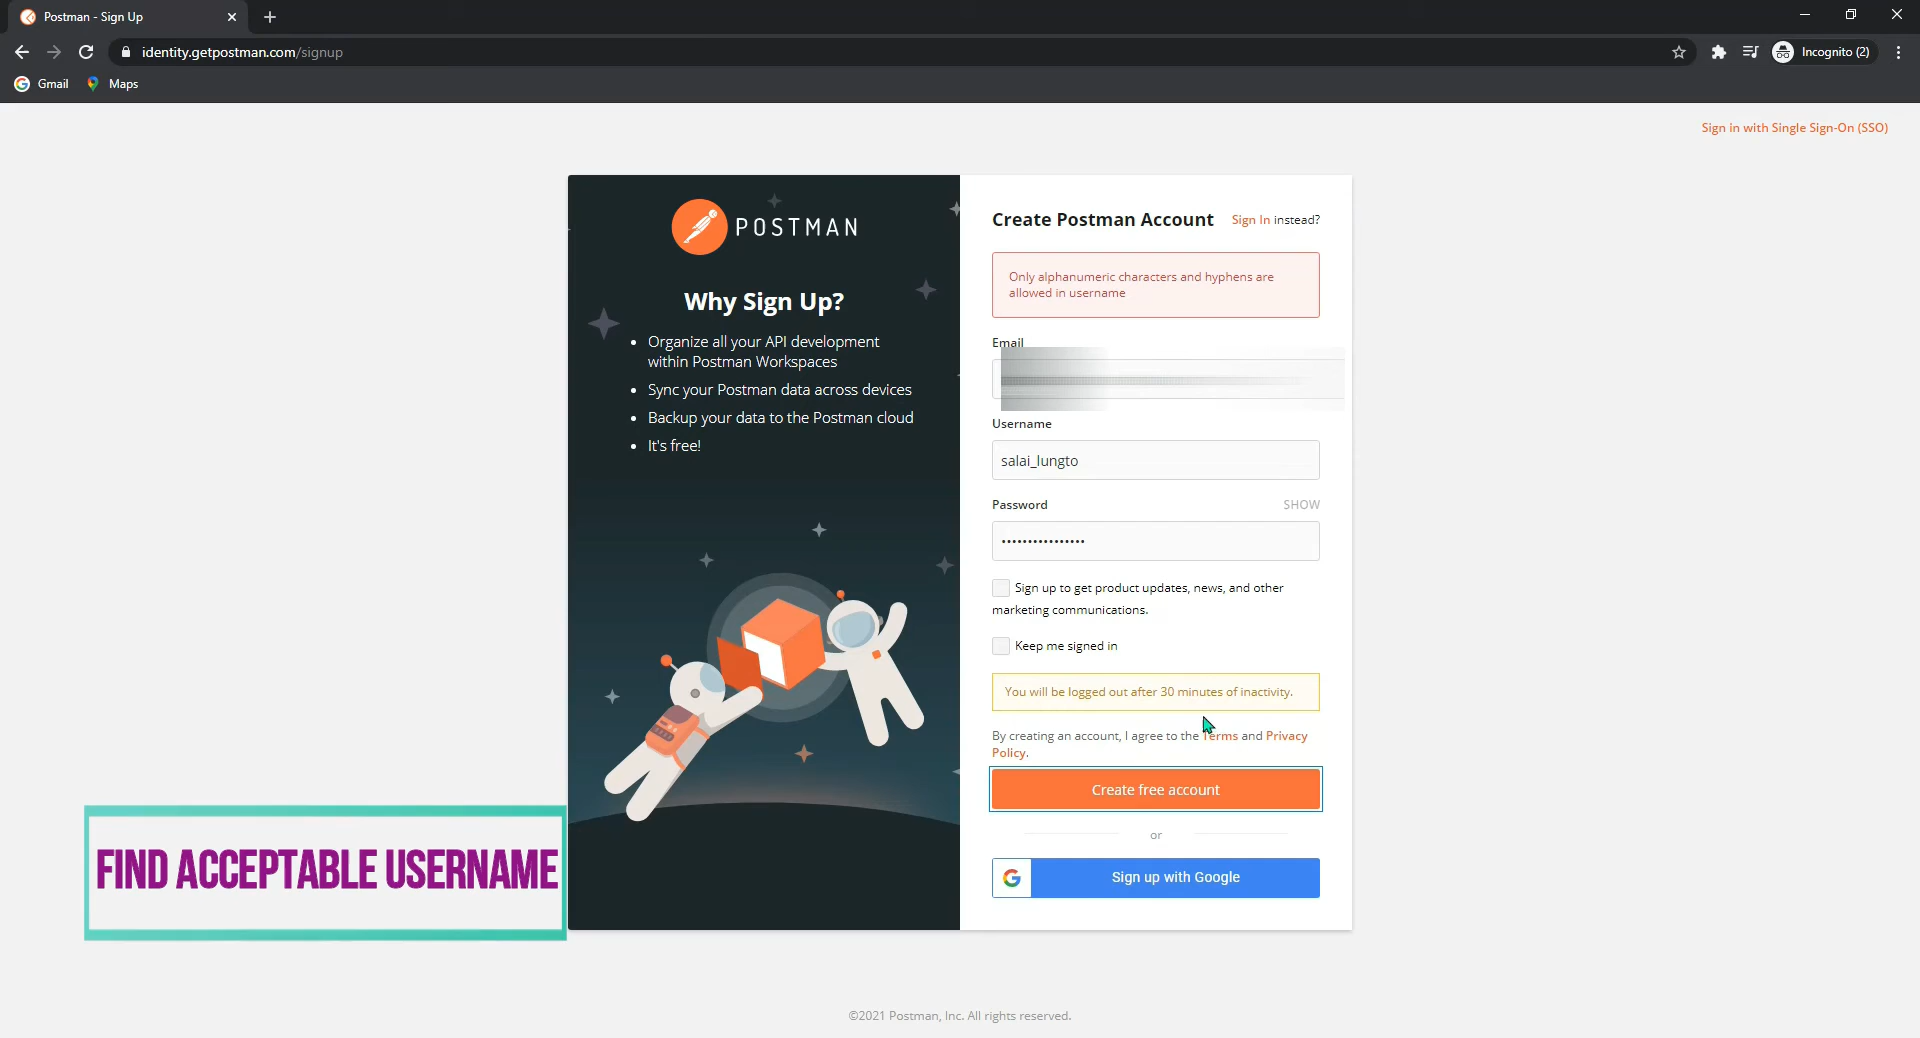 Postman - Sign Up
identity.getpostman.com/signup
Incognito (2)
Gmail
Maps
Sign in with Single Sign-On (SSO)
POSTMAN
Why Sign Up?
Organize all your API development
within Postman Workspaces
Sync your Postman data across devices
Backup your data to the Postman cloud
It's free!
Create Postman Account
Sign In instead?
Only alphanumeric characters and hyphens are
allowed in username
Email
Username
salai_lungto
Password
SHOW
••••••••••••••••
Sign up to get product updates, news, and other
marketing communications.
Keep me signed in
You will be logged out after 30 minutes of inactivity.
By creating an account, I agree to the Terms and Privacy
Policy.
Create free account
or
Sign up with Google
FIND ACCEPTABLE USERNAME
©2021 Postman, Inc. All rights reserved.